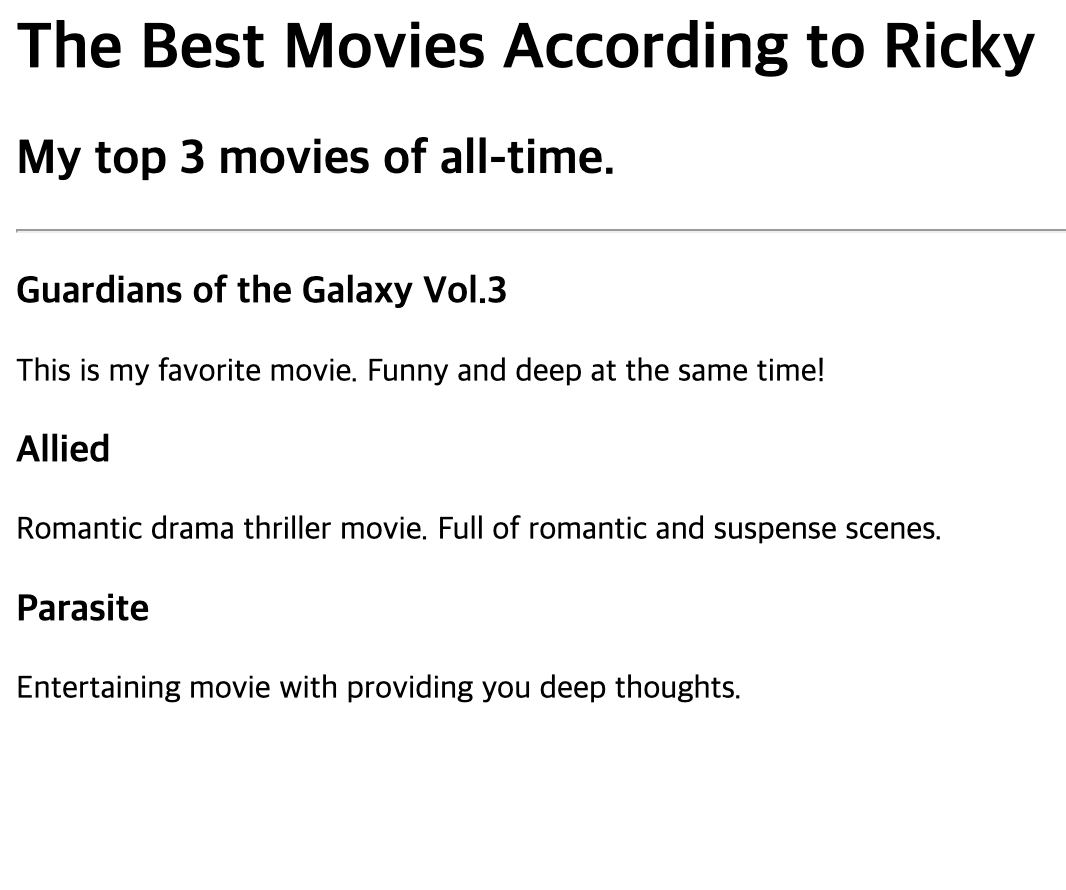 The Best Movies According to Ricky
My top 3 movies of all-time.
Guardians of the Galaxy Vol.3
This is my favorite movie. Funny and deep at the same time!
Allied
Romantic drama thriller movie. Full of romantic and suspense scenes.
Parasite
Entertaining movie with providing you deep thoughts.